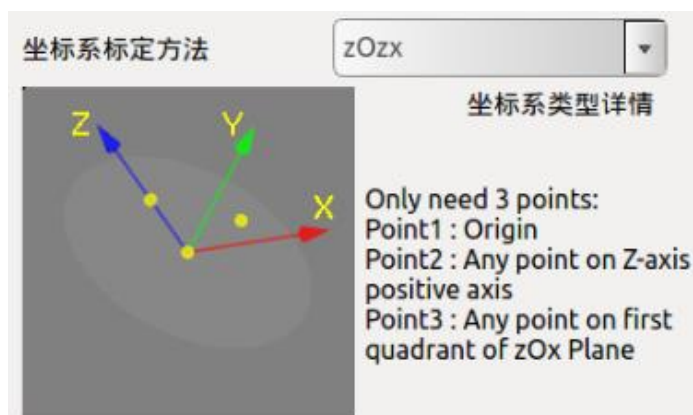 坐标系标定方法
zOzx
坐标系类型详情
Z
Y
X
Only need 3 points:
Point1 : Origin
Point2 : Any point on Z-axis
positive axis
Point3 : Any point on first
quadrant of zOx Plane